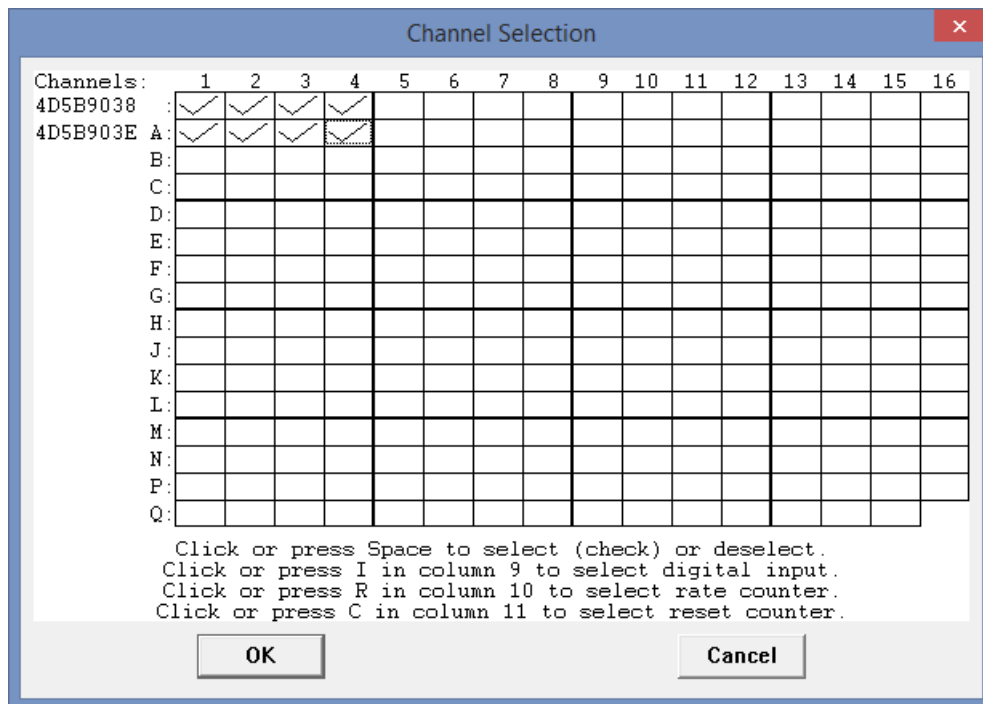 Channel Selection
Channels: 1 2 3 4 5 6 7 8 9 10 11 12 13 14 15 16
4D5B9038 :
4D5B903E A:
B:
C:
D:
E:
F:
G:
H:
J:
K:
L:
M:
N:
P:
Q:
Click or press Space to select (check) or deselect.
Click or press I in column 9 to select digital input.
Click or press R in column 10 to select rate counter.
Click or press C in column 11 to select reset counter.
OK Cancel